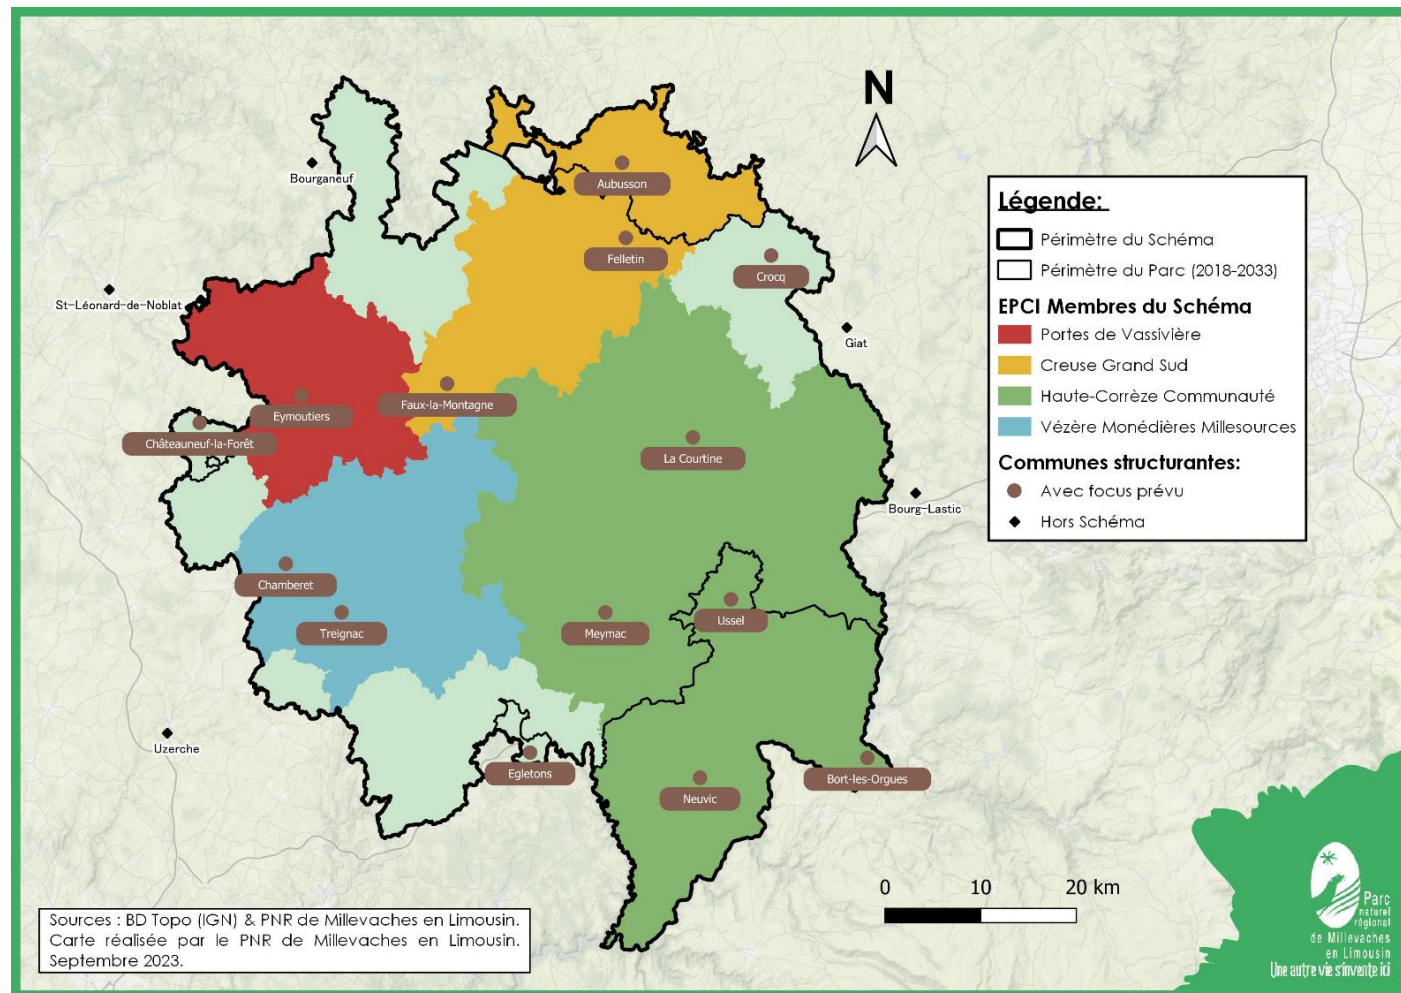 N
Bourganeuf
Aubusson
Felletin
Crocq
St-Léonard-de-Noblat
Giat
Faux-la-Montagne
Eymoutiers
Châteauneuf-la-Forêt
La Courtine
Bourg-Lastic
Chamberet
Treignac
Meymac
Ussel
Uzerche
Egletons
Neuvic
Bort-les-Orgues
Légende:
Périmètre du Schéma
Périmètre du Parc (2018-2033)
EPCI Membres du Schéma
Portes de Vassivière
Creuse Grand Sud
Haute-Corrèze Communauté
Vézère Monédières Millesources
Communes structurantes:
Avec focus prévu
Hors Schéma
0 10 20 km
Sources : BD Topo (IGN) & PNR de Millevaches en Limousin.
Carte réalisée par le PNR de Millevaches en Limousin.
Septembre 2023.
Parc
naturel
régional
de Millevaches
en Limousin
Une autre vie s'invente ici